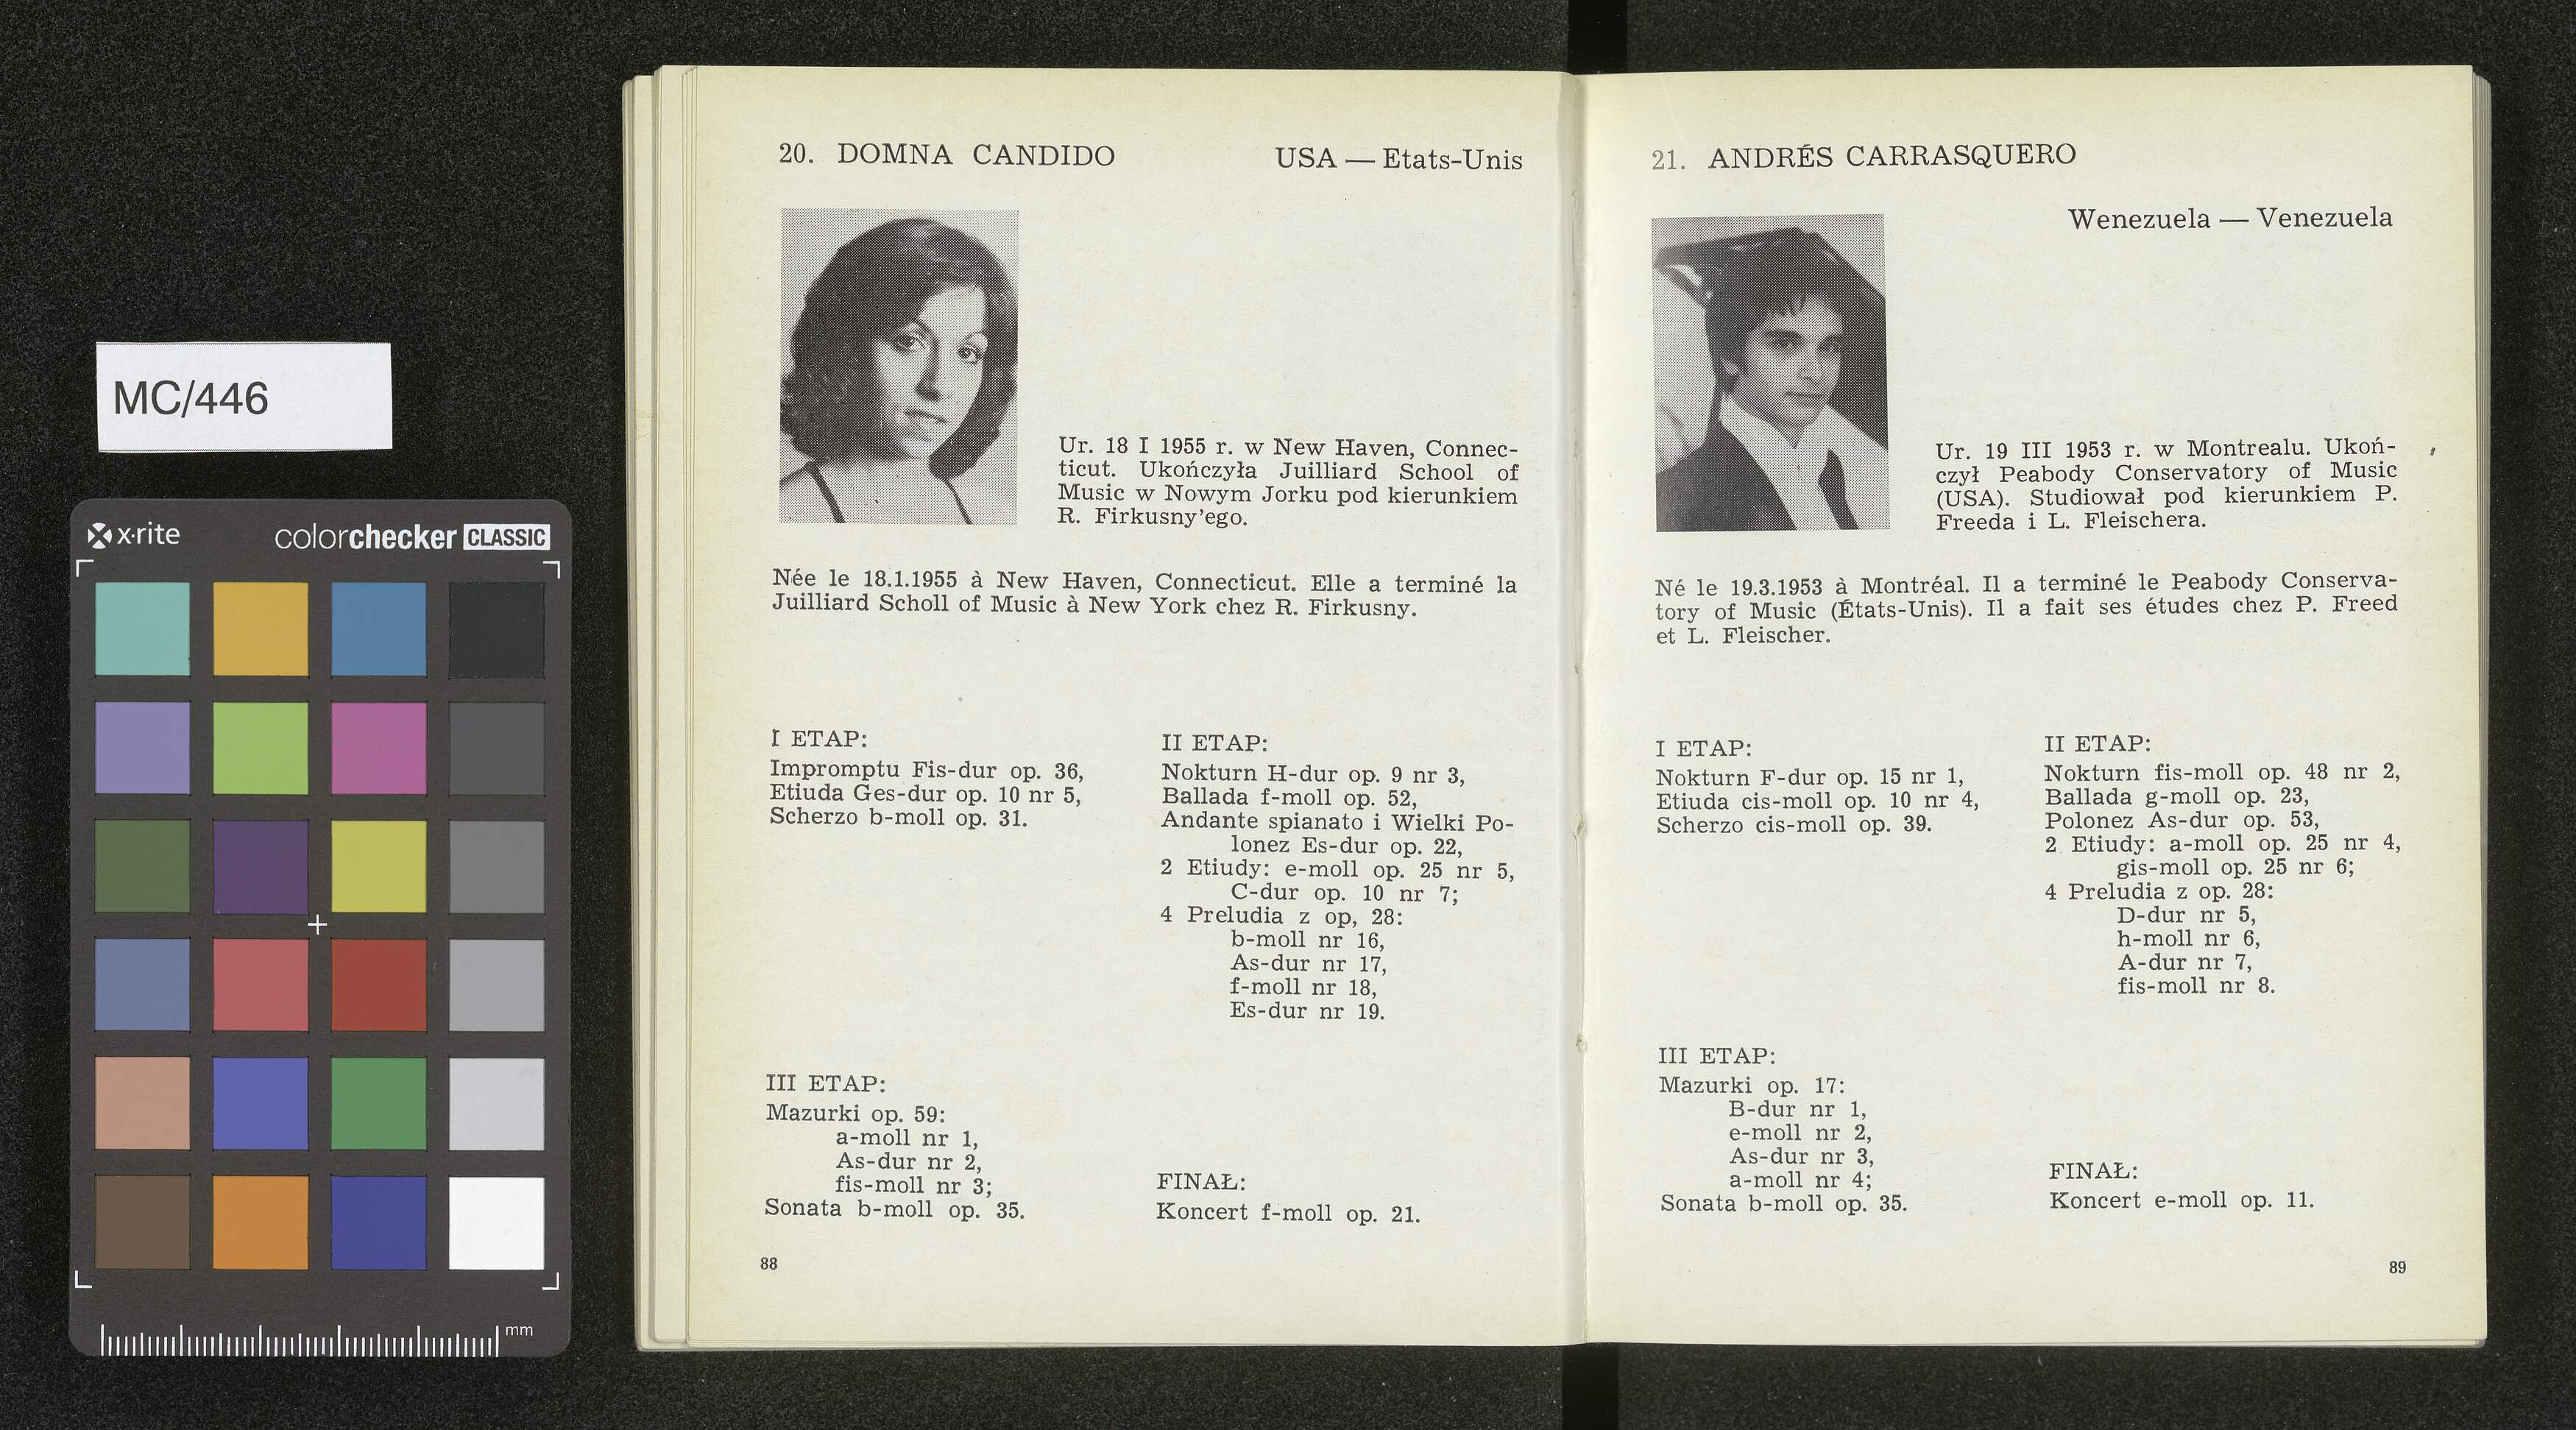 MC/446
x·rite colorchecker CLASSIC
mm
20. DOMNA CANDIDO USA — Etats-Unis
Ur. 18 I 1955 r. w New Haven, Connec-
ticut. Ukończyła Juilliard School of
Music w Nowym Jorku pod kierunkiem
R. Firkusny'ego.
Née le 18.1.1955 à New Haven, Connecticut. Elle a terminé la
Juilliard Scholl of Music à New York chez R. Firkusny.
I ETAP:
Impromptu Fis-dur op. 36,
Etiuda Ges-dur op. 10 nr 5,
Scherzo b-moll op. 31.
II ETAP:
Nokturn H-dur op. 9 nr 3,
Ballada f-moll op. 52,
Andante spianato i Wielki Po-
lonez Es-dur op. 22,
2 Etiudy: e-moll op. 25 nr 5,
C-dur op. 10 nr 7;
4 Preludia z op, 28:
b-moll nr 16,
As-dur nr 17,
f-moll nr 18,
Es-dur nr 19.
III ETAP:
Mazurki op. 59:
a-moll nr 1,
As-dur nr 2,
fis-moll nr 3;
Sonata b-moll op. 35.
FINAŁ:
Koncert f-moll op. 21.
88
21. ANDRÉS CARRASQUERO
Wenezuela — Venezuela
Ur. 19 III 1953 r. w Montrealu. Ukoń-
czył Peabody Conservatory of Music
(USA). Studiował pod kierunkiem P.
Freeda i L. Fleischera.
Né le 19.3.1953 à Montréal. Il a terminé le Peabody Conserva-
tory of Music (États-Unis). Il a fait ses études chez P. Freed
et L. Fleischer.
I ETAP:
Nokturn F-dur op. 15 nr 1,
Etiuda cis-moll op. 10 nr 4,
Scherzo cis-moll op. 39.
II ETAP:
Nokturn fis-moll op. 48 nr 2,
Ballada g-moll op. 23,
Polonez As-dur op. 53,
2 Etiudy: a-moll op. 25 nr 4,
gis-moll op. 25 nr 6;
4 Preludia z op. 28:
D-dur nr 5,
h-moll nr 6,
A-dur nr 7,
fis-moll nr 8.
III ETAP:
Mazurki op. 17:
B-dur nr 1,
e-moll nr 2,
As-dur nr 3,
a-moll nr 4;
Sonata b-moll op. 35.
FINAŁ:
Koncert e-moll op. 11.
89